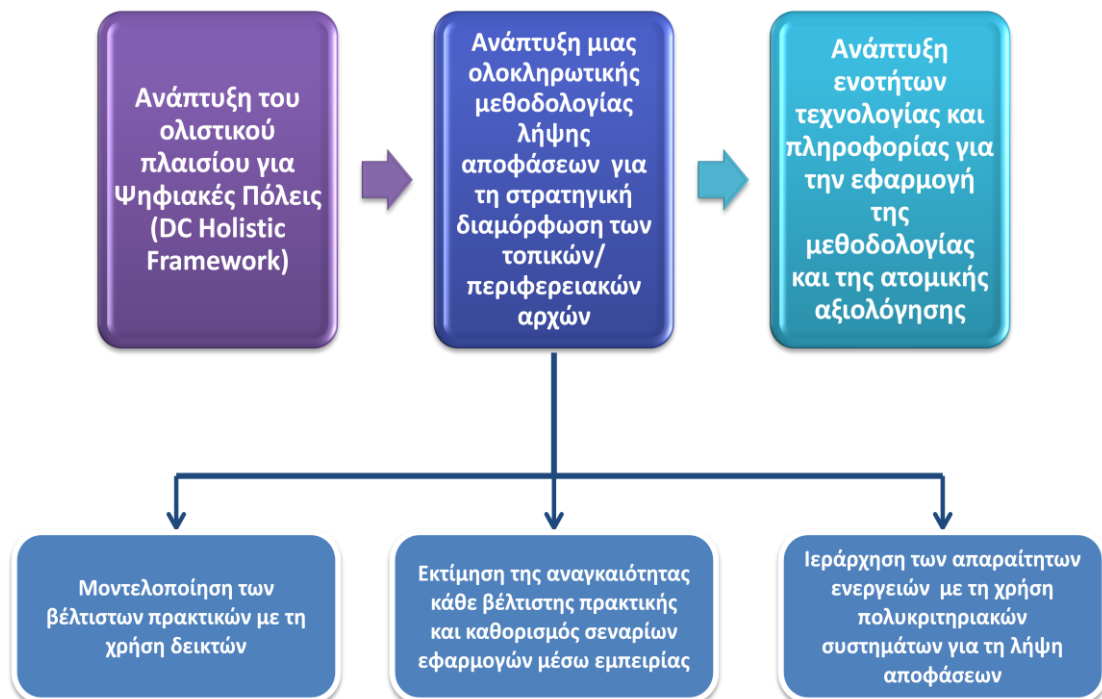 Ανάπτυξη του
ολιστικού
πλαισίου για
Ψηφιακές Πόλεις
(DC Holistic
Framework)
Ανάπτυξη μιας
ολοκληρωτικής
μεθοδολογίας
λήψης
αποφάσεων για
τη στρατηγική
διαμόρφωση των
τοπικών/
περιφερειακών
αρχών
Ανάπτυξη
ενοτήτων
τεχνολογίας και
πληροφορίας για
την εφαρμογή
της
μεθοδολογίας
και της ατομικής
αξιολόγησης
Μοντελοποίηση των
βέλτιστων πρακτικών με τη
χρήση δεικτών
Εκτίμηση της αναγκαιότητας
κάθε βέλτιστης πρακτικής
και καθορισμός σεναρίων
εφαρμογών μέσω εμπειρίας
Ιεράρχηση των απαραίτητων
ενεργειών με τη χρήση
πολυκριτηριακών
συστημάτων για τη λήψη
αποφάσεων